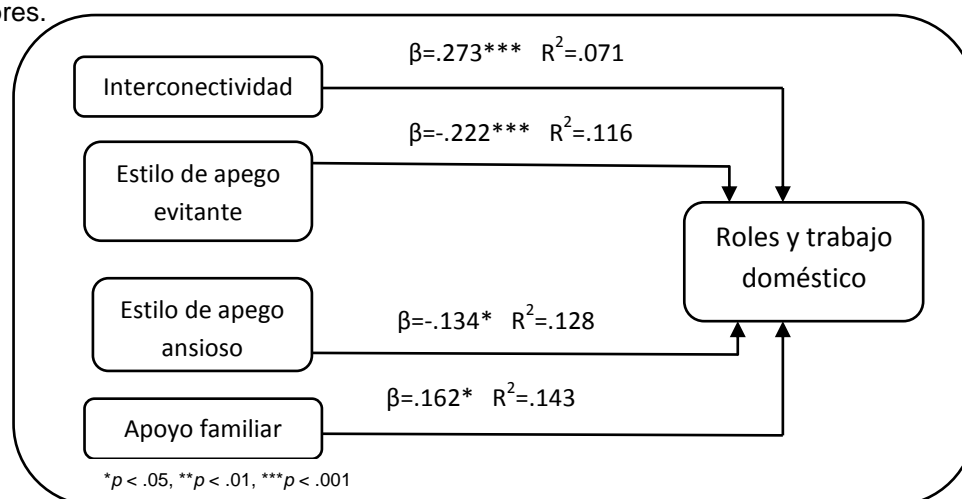 ores.
β=.273*** R²=.071
Interconectividad
β=-.222*** R²=.116
Estilo de apego
evitante
Roles y trabajo
doméstico
Estilo de apego
ansioso
β=-.134* R²=.128
β=.162* R²=.143
Apoyo familiar
*p < .05, **p < .01, ***p < .001